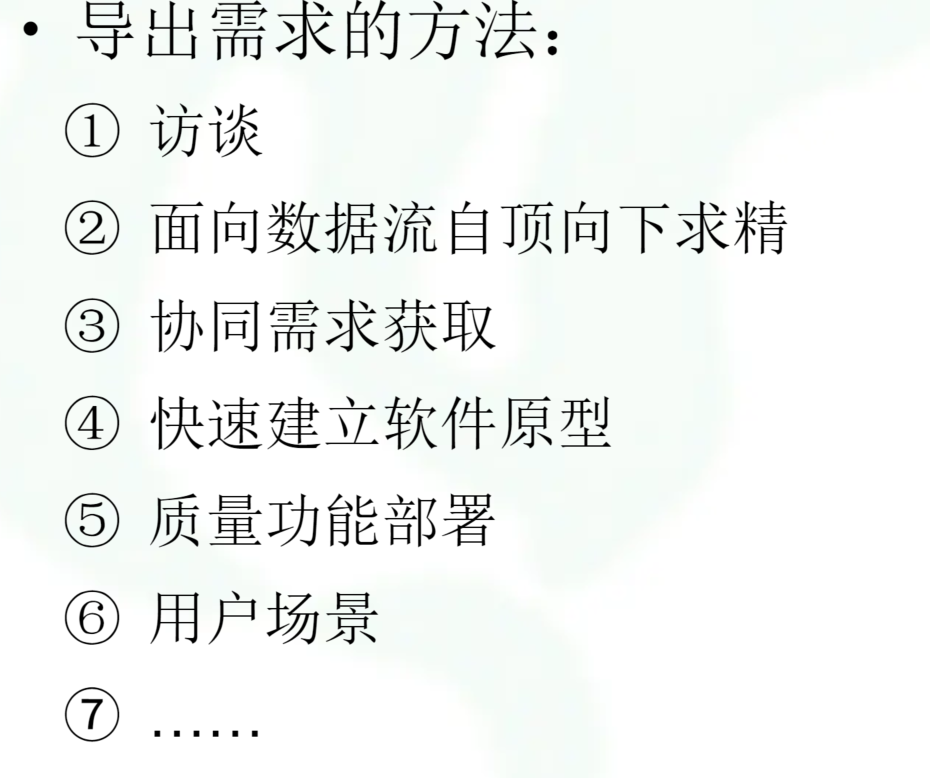 • 导出需求的方法：
① 访谈
② 面向数据流自顶向下求精
③ 协同需求获取
④ 快速建立软件原型
⑤ 质量功能部署
⑥ 用户场景
⑦ ……